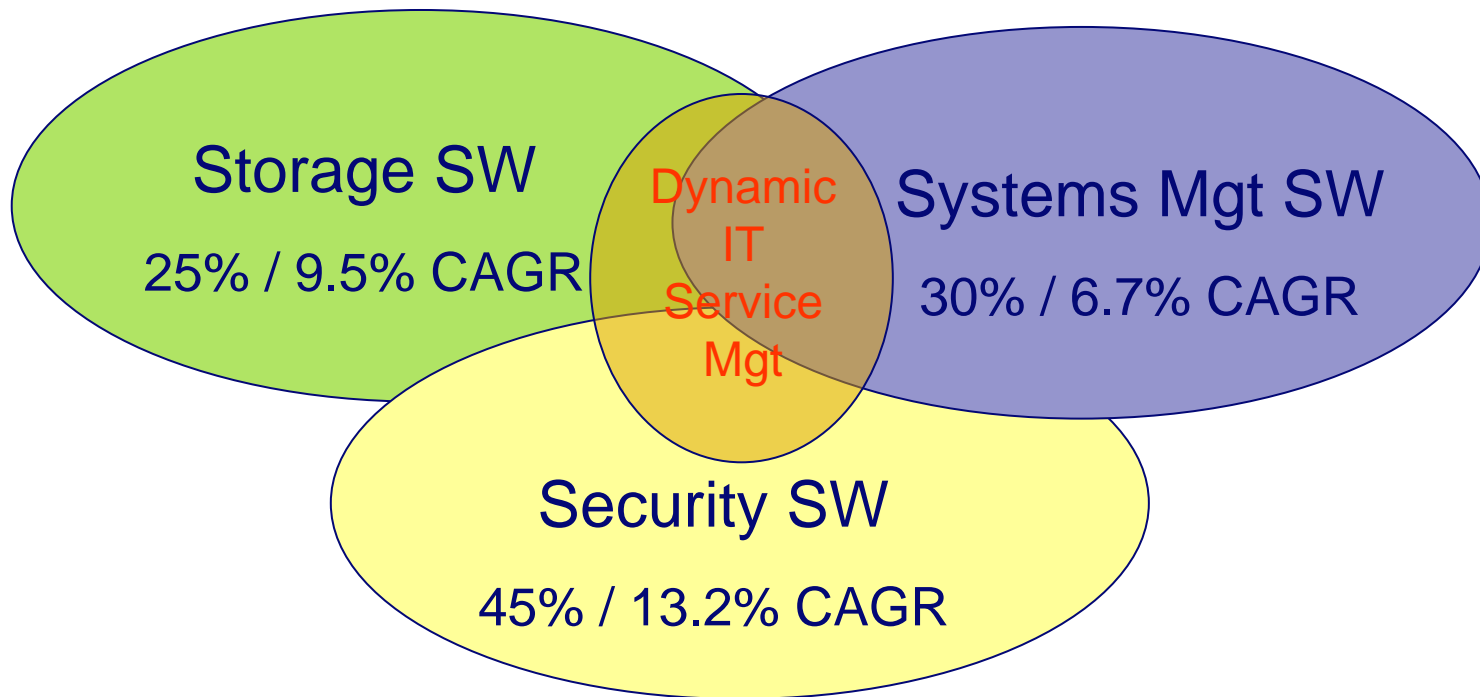 Storage SW
25% / 9.5% CAGR
Dynamic
IT
Service
Mgt
Systems Mgt SW
30% / 6.7% CAGR
Security SW
45% / 13.2% CAGR